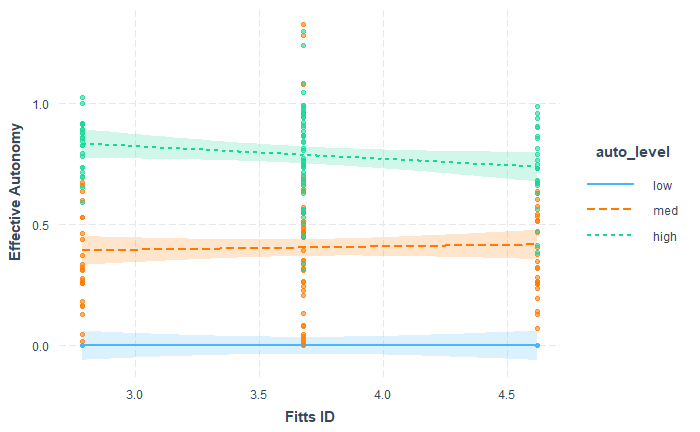 1.0
0.5
0.0
Effective Autonomy
3.0 3.5 4.0 4.5
Fitts ID
auto_level
low
med
high